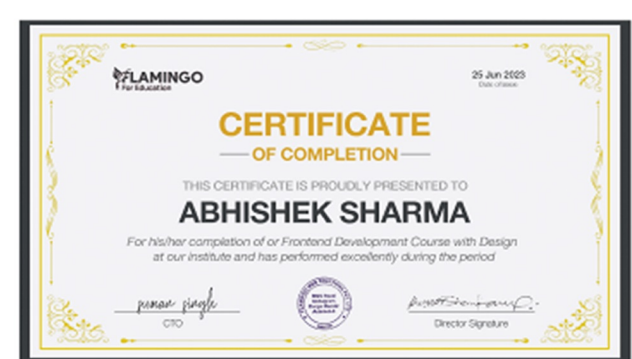 FLAMINGO
For Education
25 Jun 2023
Date of Issue
CERTIFICATE
OF COMPLETION
THIS CERTIFICATE IS PROUDLY PRESENTED TO
ABHISHEK SHARMA
For his/her completion of or Frontend Development Course with Design
at our institute and has performed excellently during the period
CTO
Director Signature